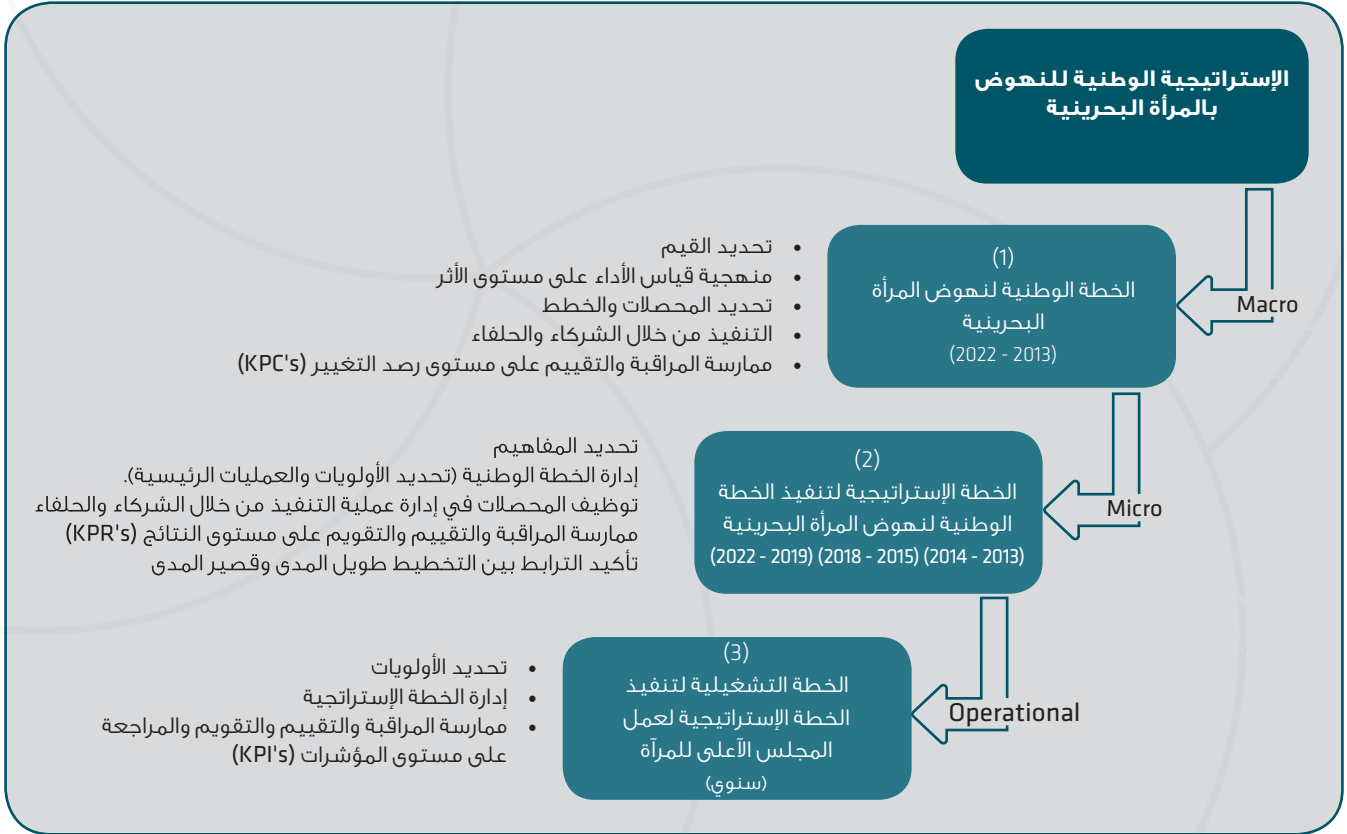 الإستراتيجية الوطنية للنهوض
بالمرأة البحرينية
Macro
(1)
الخطة الوطنية لنهوض المرأة
البحرينية
(2013 - 2022)
• تحديد القيم
• منهجية قياس الأداء على مستوى الأثر
• تحديد المحصلات والخطط
• التنفيذ من خلال الشركاء والحلفاء
• ممارسة المراقبة والتقييم على مستوى رصد التغيير (KPC's)
Micro
(2)
الخطة الإستراتيجية لتنفيذ الخطة
الوطنية لنهوض المرأة البحرينية
(2013 - 2014) (2015 - 2018) (2019 - 2022)
تحديد المفاهيم
إدارة الخطة الوطنية (تحديد الأولويات والعمليات الرئيسية).
توظيف المحصلات في إدارة عملية التنفيذ من خلال الشركاء والحلفاء
ممارسة المراقبة والتقييم والتقويم على مستوى النتائج (KPR's)
تأكيد الترابط بين التخطيط طويل المدى وقصير المدى
Operational
(3)
الخطة التشغيلية لتنفيذ
الخطة الإستراتيجية لعمل
المجلس الآعلى للمرآة
(سنوي)
• تحديد الأولويات
• إدارة الخطة الإستراتجية
• ممارسة المراقبة والتقييم والتقويم والمراجعة
على مستوى المؤشرات (KPI's)